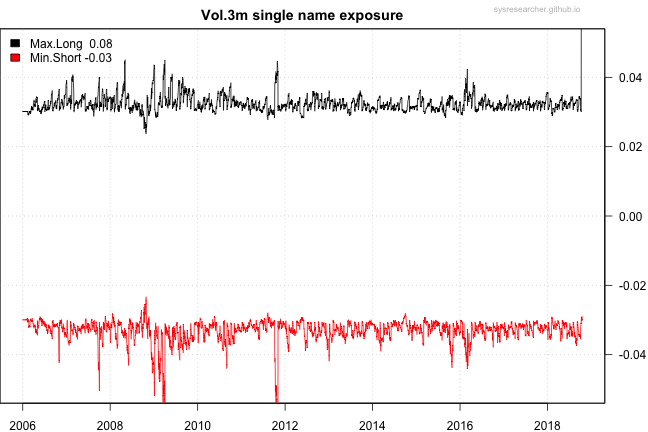 Vol.3m single name exposure
sysresearcher.github.io
Max.Long 0.08
Min.Short -0.03
0.04
0.02
0.00
-0.02
-0.04
2006 2008 2010 2012 2014 2016 2018